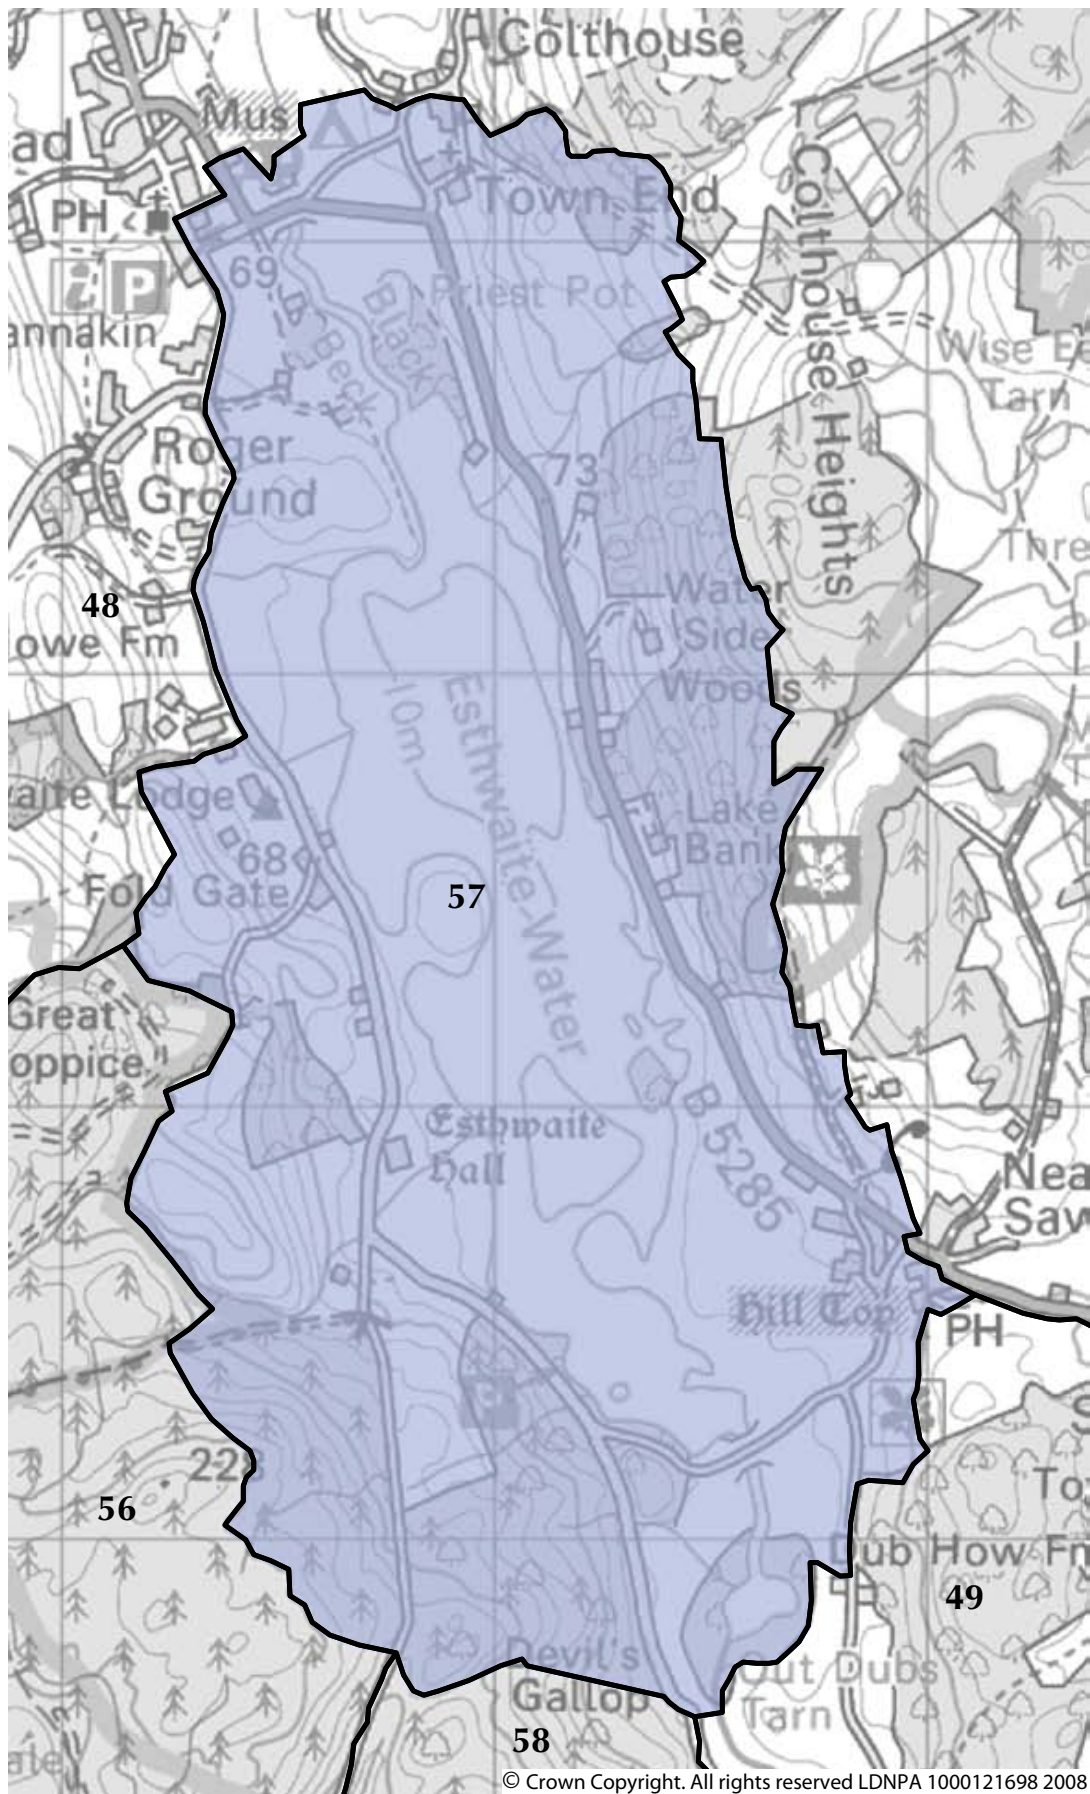 Colthouse
Mus
ad
PH
Town End
i P
69
Priest Pot
Black
Beck
Colthouse Heights
annakin
Wise E
Tarn
Roger
Ground
73
200
Thre
Water
Side
Woods
48
owe Fm
10m
Esthwaite Water
aite Lodge
Lake
Bank
68
Fold Gate
57
Great
oppice
Esthwaite
Hall
B 5285
Nea
Saw
Hill Top
PH
22
56
To
Dub How Fm
49
Devil's
Gallop
out Dubs
Tarn
58
ale
© Crown Copyright. All rights reserved LDNPA 1000121698 2008